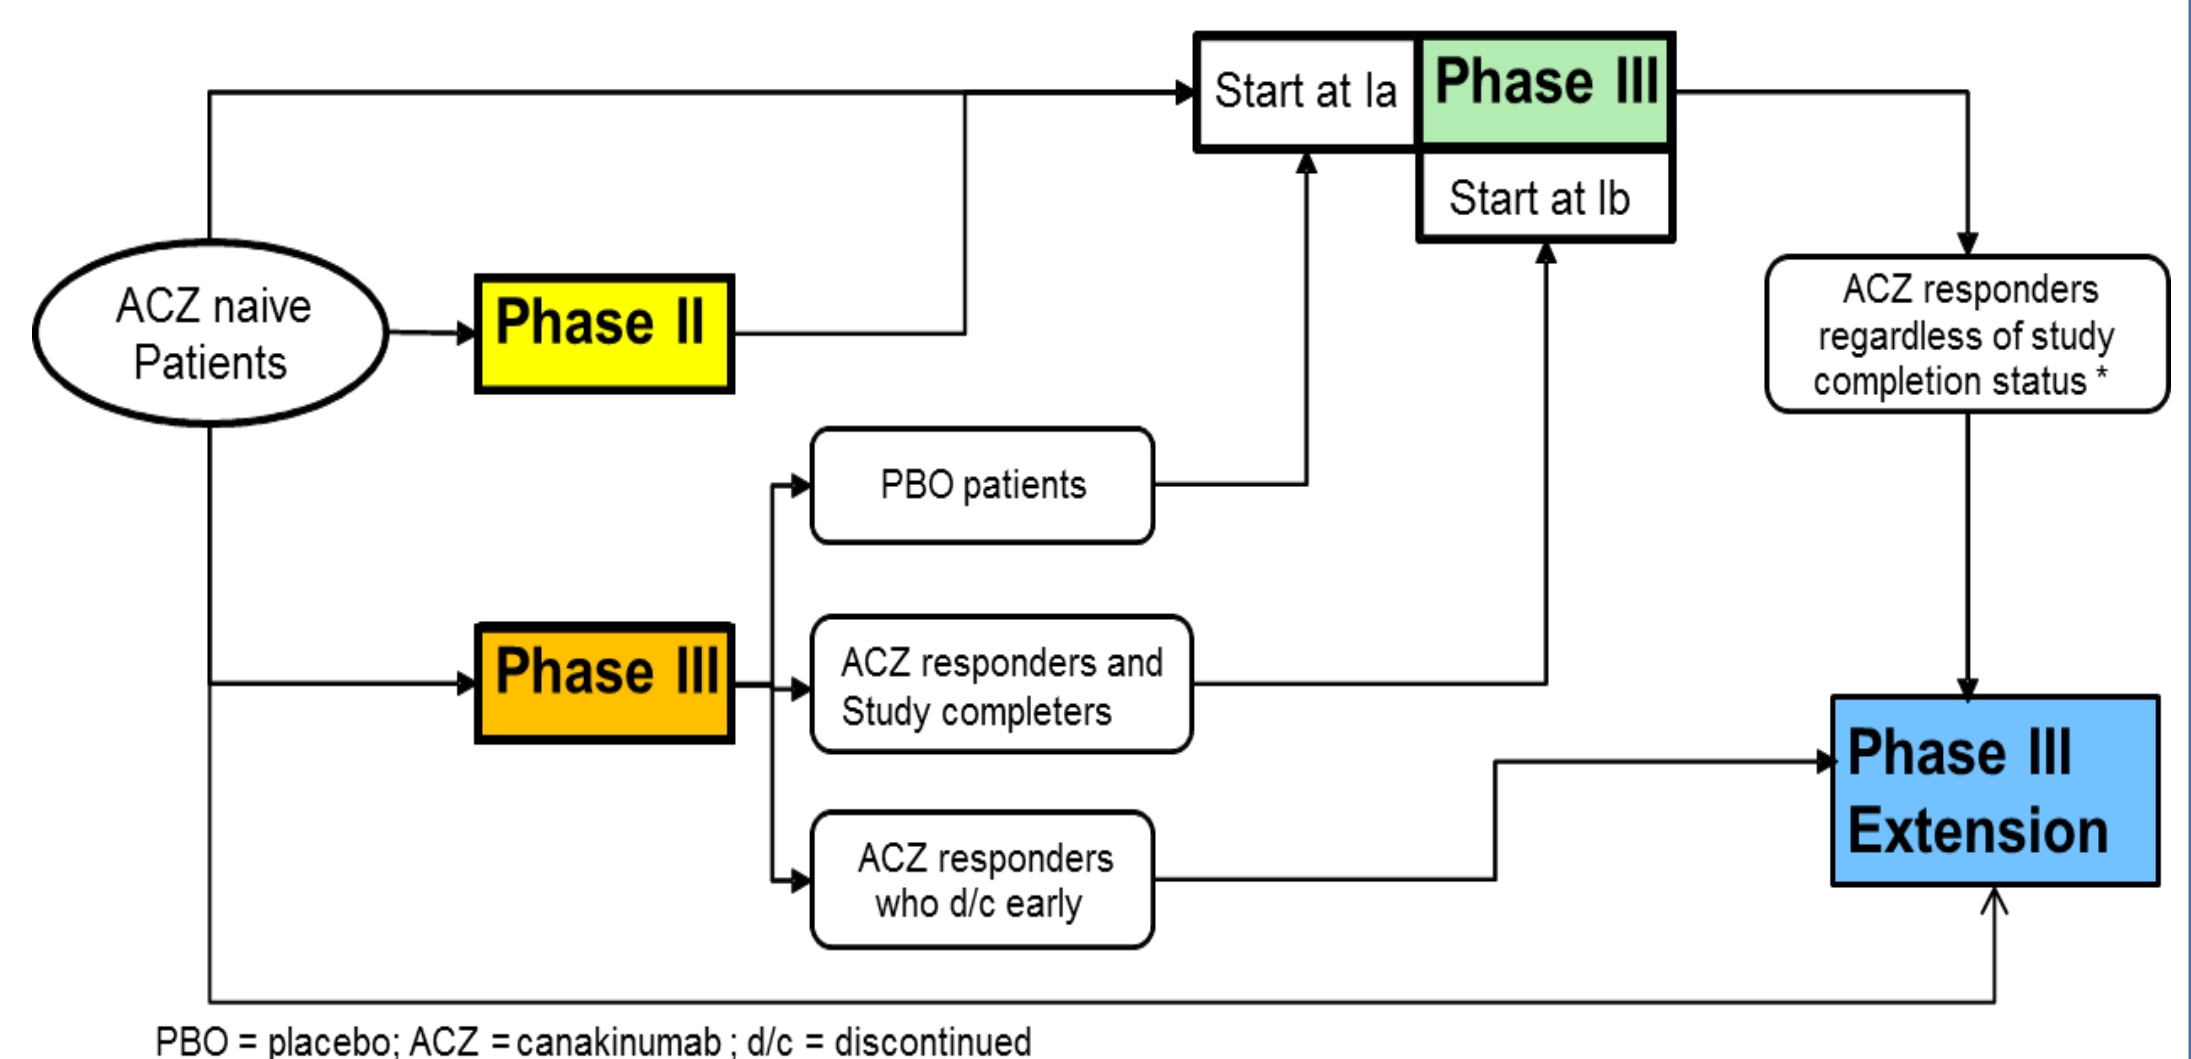 Start at Ia
Phase III
Start at Ib
ACZ naive
Patients
Phase II
ACZ responders
regardless of study
completion status *
PBO patients
Phase III
ACZ responders and
Study completers
Phase III
Extension
ACZ responders
who d/c early
PBO = placebo; ACZ = canakinumab ; d/c = discontinued